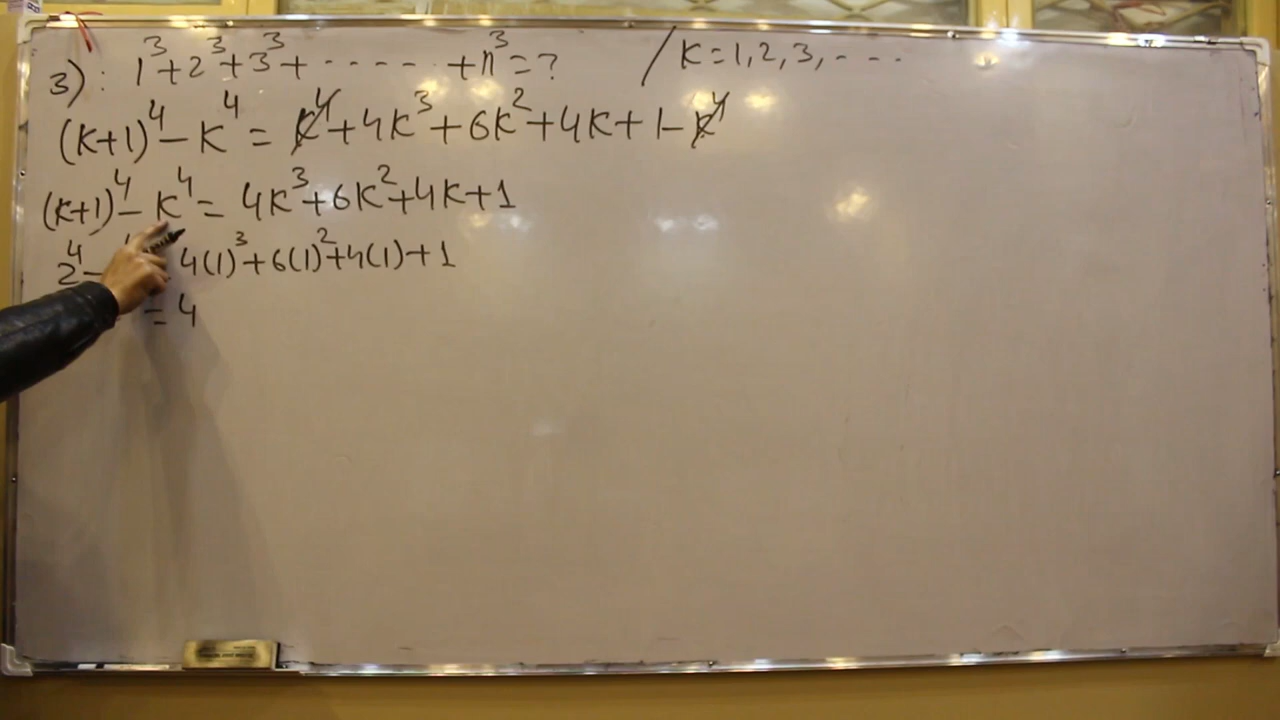 3): 1³+2³+3³+ ----- +n³=? / K=1,2,3,---
(K+1)⁴-K⁴= K⁴+4K³+6K²+4K+1-K⁴
(K+1)⁴-K⁴= 4K³+6K²+4K+1
2⁴- 4(1)³+6(1)²+4(1)+1
= 4